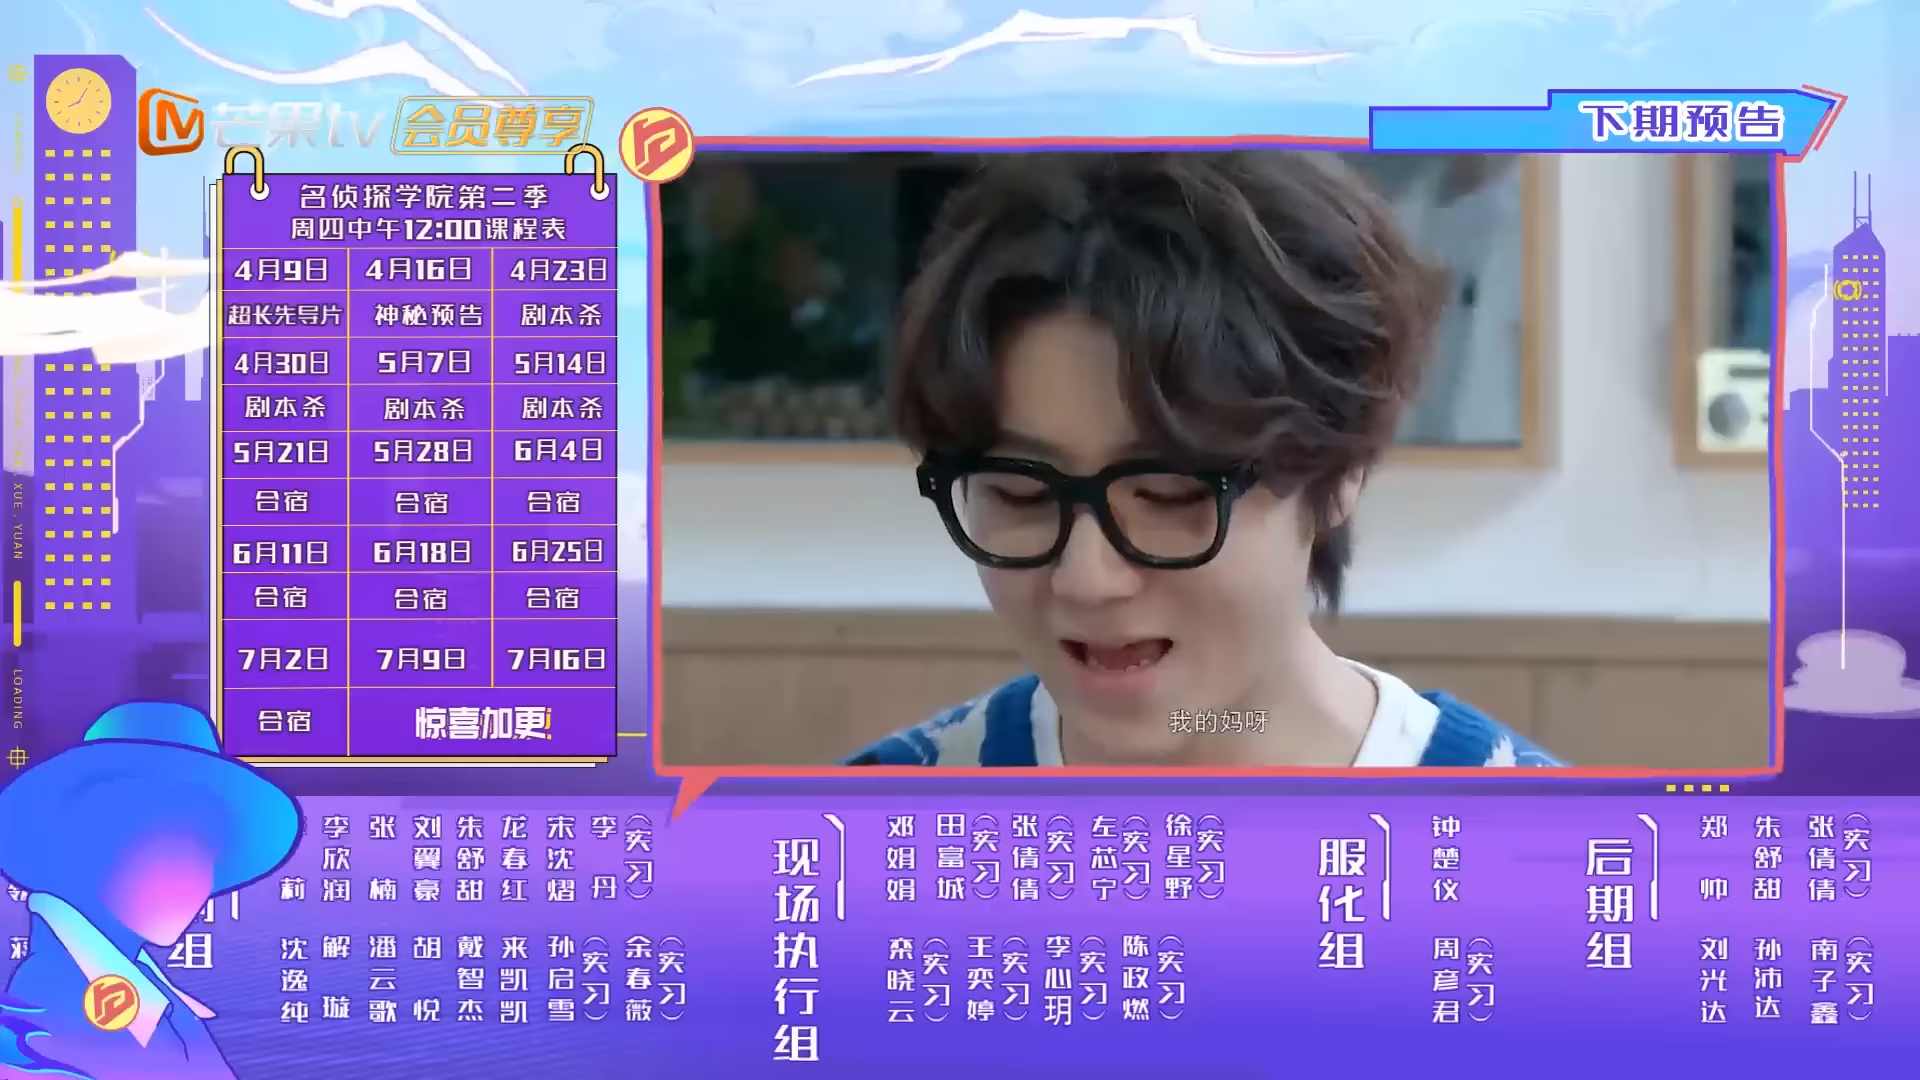 芒果tv 会员尊享
下期预告
名侦探学院第二季
周四中午12:00课程表
4月9日 4月16日 4月23日
超长先导片 神秘预告 剧本杀
4月30日 5月7日 5月14日
剧本杀 剧本杀 剧本杀
5月21日 5月28日 6月4日
合宿 合宿 合宿
6月11日 6月18日 6月25日
合宿 合宿 合宿
7月2日 7月9日 7月16日
合宿 惊喜加更!
我的妈呀
XUE . YUAN
LOADING
组
莉
李欣润
张楠
刘翼豪
朱舒甜
龙春红
宋沈熠
李丹(实习)
沈逸纯
解璇
潘云歌
胡悦
戴智杰
来凯凯
孙启雪(实习)
余春薇(实习)
现场执行组
邓娟娟
田富城(实习)
张倩倩(实习)
左芯宁(实习)
徐星野(实习)
栾晓云(实习)
王奕婷(实习)
李心玥(实习)
陈政燃(实习)
服化组
钟楚仪
周彦君(实习)
后期组
郑帅
朱舒甜
张倩倩(实习)
刘光达
孙沛达
南子鑫(实习)